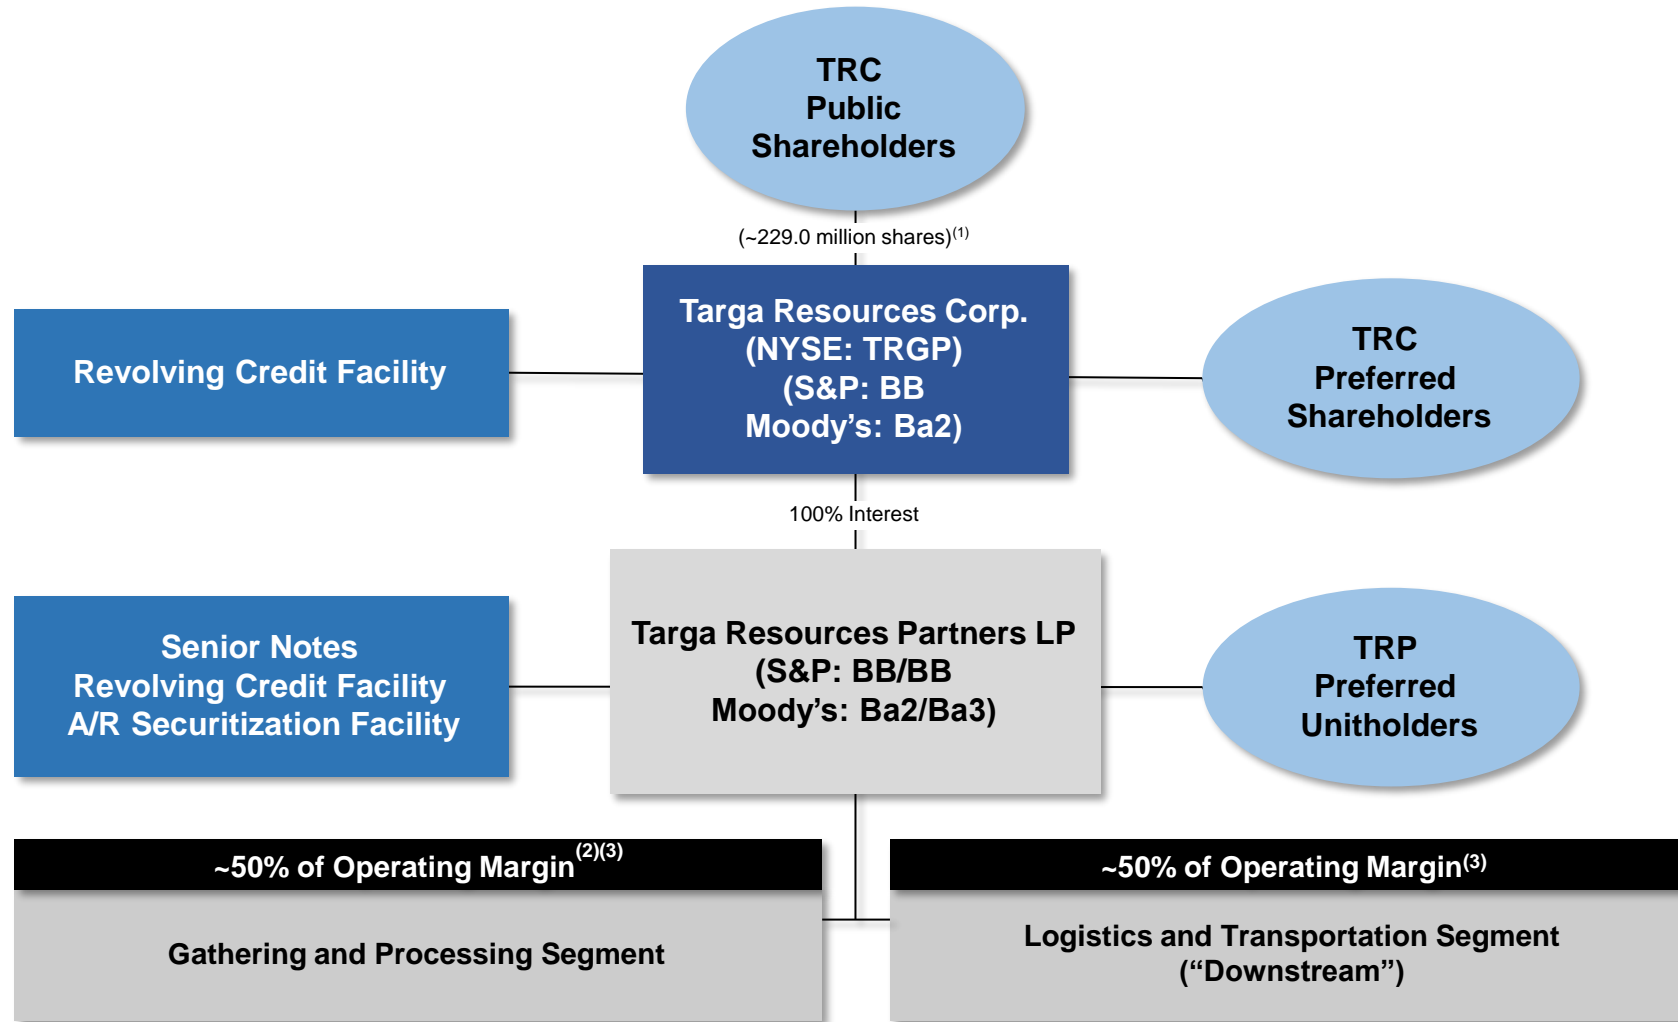 TRC
Public
Shareholders
(~229.0 million shares)(1)
Targa Resources Corp.
(NYSE: TRGP)
(S&P: BB
Moody’s: Ba2)
Revolving Credit Facility
TRC
Preferred
Shareholders
100% Interest
Targa Resources Partners LP
(S&P: BB/BB
Moody’s: Ba2/Ba3)
Senior Notes
Revolving Credit Facility
A/R Securitization Facility
TRP
Preferred
Unitholders
~50% of Operating Margin(2)(3)
Gathering and Processing Segment
~50% of Operating Margin(3)
Logistics and Transportation Segment
(“Downstream”)